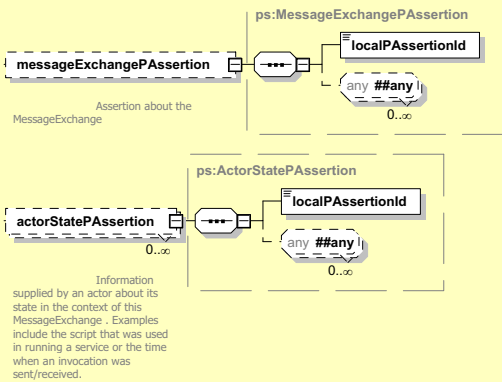 ps:MessageExchangePAssertion
messageExchangePAssertion
localPAssertionId
any ##any
0..∞
Assertion about the
MessageExchange
ps:ActorStatePAssertion
actorStatePAssertion
0..∞
localPAssertionId
any ##any
0..∞
Information
supplied by an actor about its
state in the context of this
MessageExchange . Examples
include the script that was used
in running a service or the time
when an invocation was
sent/received.